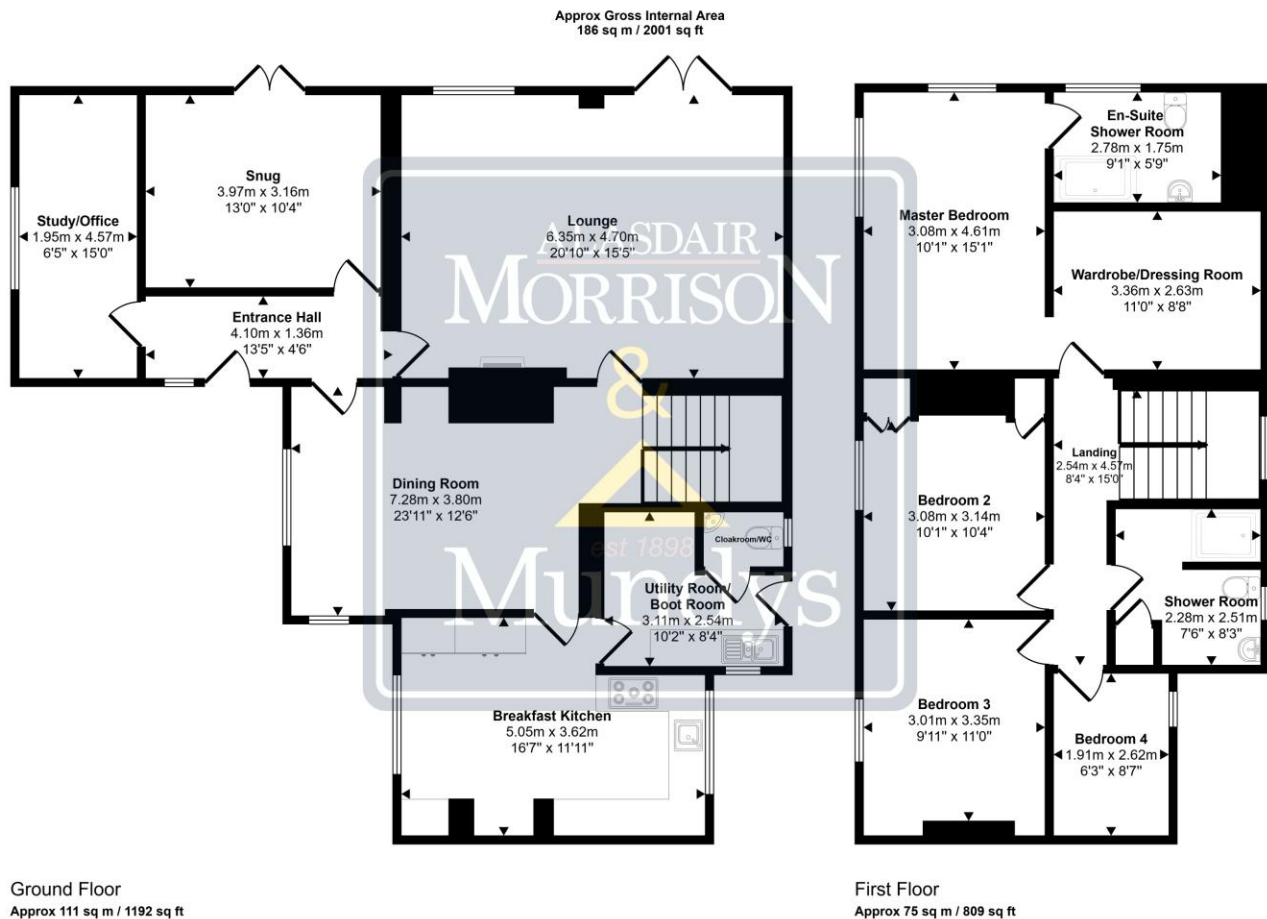 Approx Gross Internal Area
186 sq m / 2001 sq ft
Study/Office
1.95m x 4.57m
6'5" x 15'0"
Snug
3.97m x 3.16m
13'0" x 10'4"
Lounge
6.35m x 4.70m
20'10" x 15'5"
Entrance Hall
4.10m x 1.36m
13'5" x 4'6"
Dining Room
7.28m x 3.80m
23'11" x 12'6"
Cloakroom/WC
Utility Room/
Boot Room
3.11m x 2.54m
10'2" x 8'4"
Breakfast Kitchen
5.05m x 3.62m
16'7" x 11'11"
ALASDAIR
MORRISON
&
est 1898
Mundys
Ground Floor
Approx 111 sq m / 1192 sq ft
Master Bedroom
3.08m x 4.61m
10'1" x 15'1"
En-Suite
Shower Room
2.78m x 1.75m
9'1" x 5'9"
Wardrobe/Dressing Room
3.36m x 2.63m
11'0" x 8'8"
Landing
2.54m x 4.57m
8'4" x 15'0"
Bedroom 2
3.08m x 3.14m
10'1" x 10'4"
Shower Room
2.28m x 2.51m
7'6" x 8'3"
Bedroom 3
3.01m x 3.35m
9'11" x 11'0"
Bedroom 4
1.91m x 2.62m
6'3" x 8'7"
First Floor
Approx 75 sq m / 809 sq ft